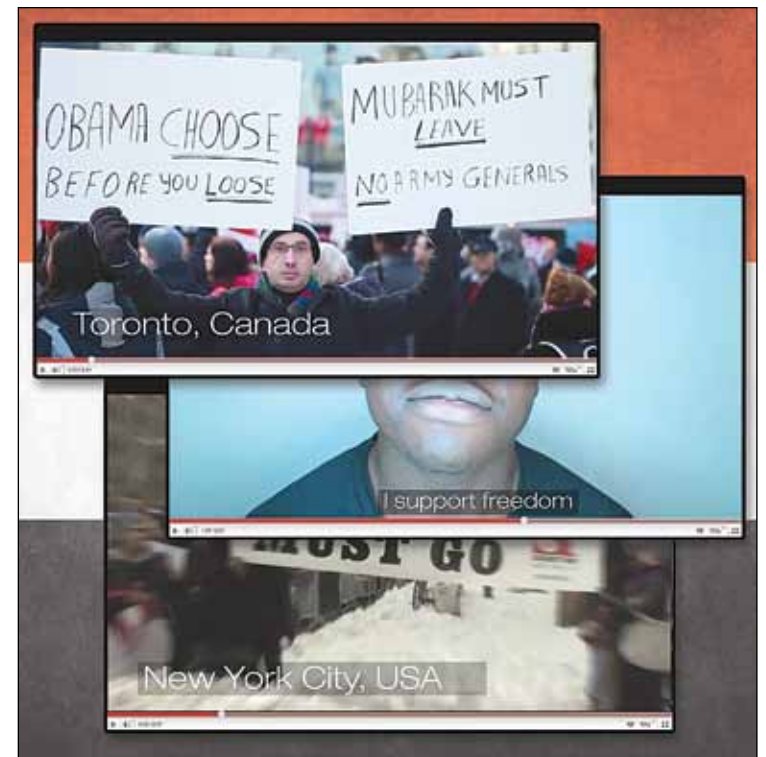 OBAMA CHOOSE
BEFORE YOU LOOSE
MUBARAK MUST
LEAVE
NO ARMY GENERALS
Toronto, Canada
I support freedom
MUST GO
New York City, USA